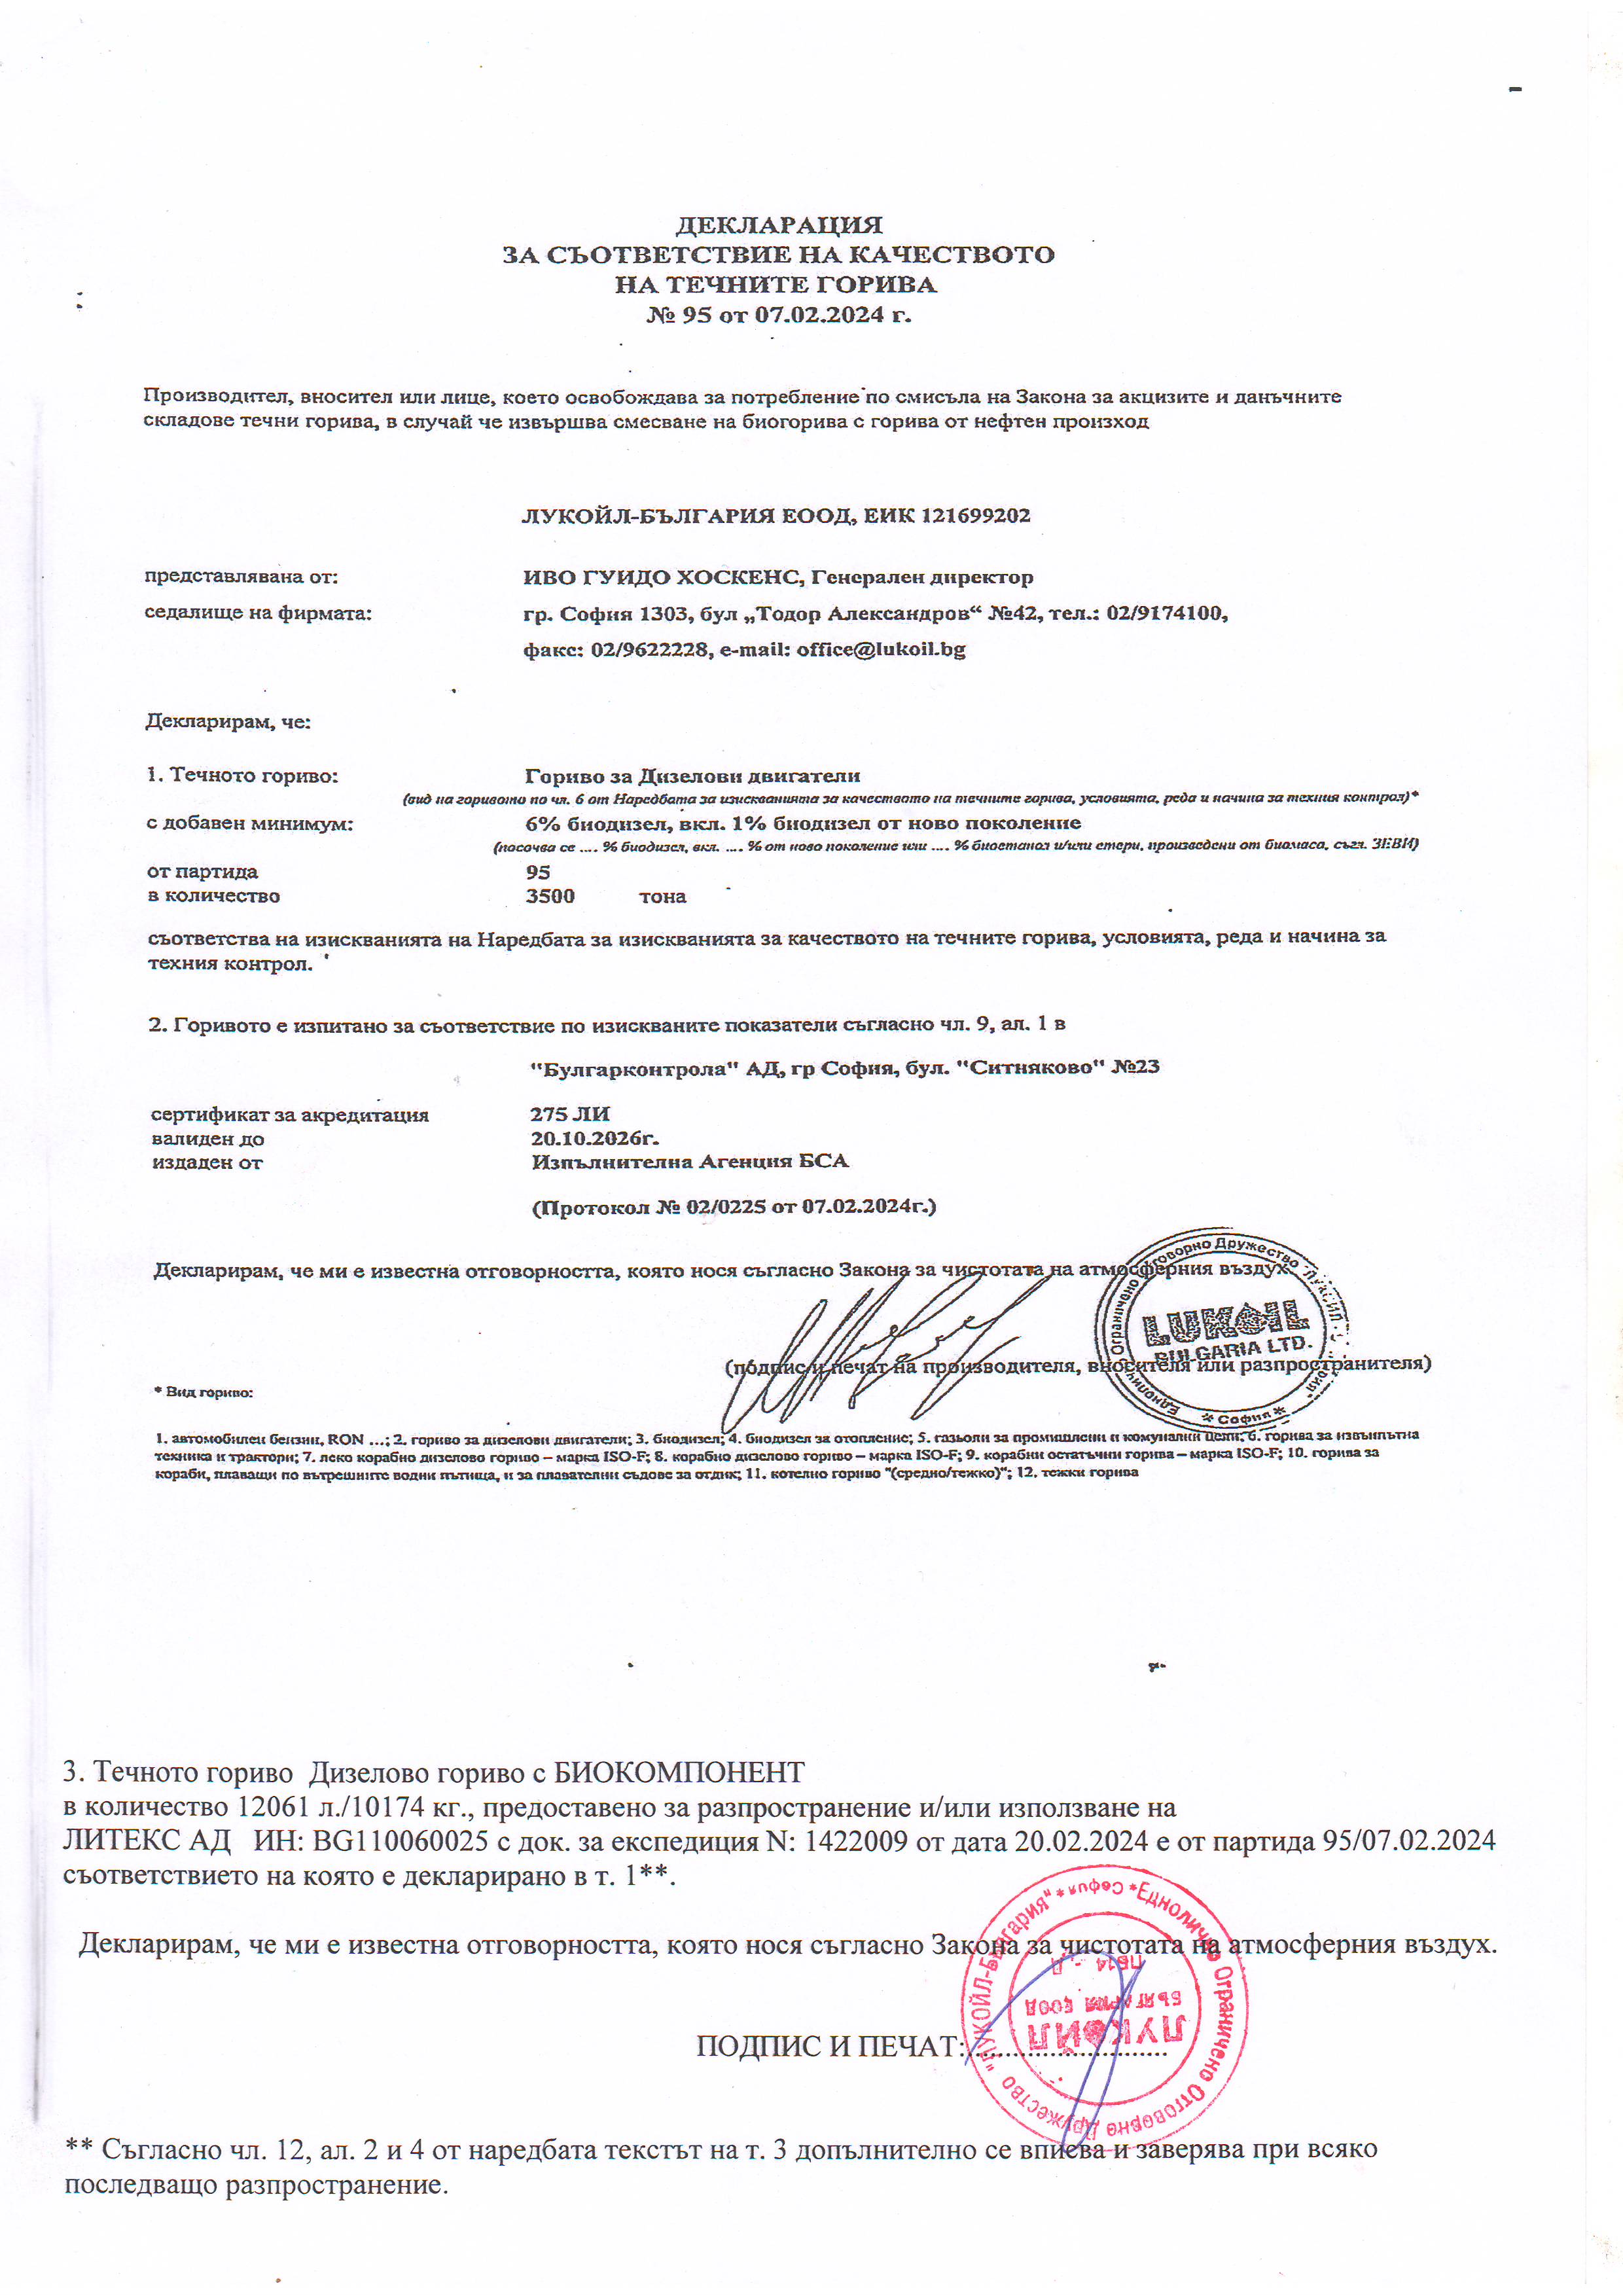 ДЕКЛАРАЦИЯ
ЗА СЪОТВЕТСТВИЕ НА КАЧЕСТВОТО
НА ТЕЧНИТЕ ГОРИВА
№ 95 от 07.02.2024 г.
Производител, вносител или лице, което освобождава за потребление по смисъла на Закона за акцизите и данъчните
складове течни горива, в случай че извършва смесване на биогорива с горива от нефтен произход
ЛУКОЙЛ-БЪЛГАРИЯ ЕООД, ЕИК 121699202
представлявана от: ИВО ГУИДО ХОСКЕНС, Генерален директор
седалище на фирмата: гр. София 1303, бул „Тодор Александров“ №42, тел.: 02/9174100,
факс: 02/9622228, e-mail: office@lukoil.bg
Декларирам, че:
1. Течното гориво: Гориво за Дизелови двигатели
(вид на горивото по чл. 6 от Наредбата за изискванията за качеството на течните горива, условията, реда и начина за техния контрол)*
с добавен минимум: 6% биодизел, вкл. 1% биодизел от ново поколение
(посочва се .... % биодизел, вкл. .... % от ново поколение или .... % биоетанол и/или етери, произведени от биомаса, съгл. ЗЕВИ)
от партида 95
в количество 3500 тона
съответства на изискванията на Наредбата за изискванията за качеството на течните горива, условията, реда и начина за
техния контрол.
2. Горивото е изпитано за съответствие по изискваните показатели съгласно чл. 9, ал. 1 в
"Булгарконтрола" АД, гр София, бул. "Ситняково" №23
сертификат за акредитация 275 ЛИ
валиден до 20.10.2026г.
издаден от Изпълнителна Агенция БСА
(Протокол № 02/0225 от 07.02.2024г.)
Декларирам, че ми е известна отговорността, която нося съгласно Закона за чистотата на атмосферния въздух.
LUKOIL
BULGARIA LTD.
София
(подпис и печат на производителя, вносителя или разпространителя)
* Вид гориво:
1. автомобилен бензин, RON ...; 2. гориво за дизелови двигатели; 3. биодизел; 4. биодизел за отопление; 5. газьоли за промишлени и комунални цели; 6. горива за извънпътна
техника и трактори; 7. леко корабно дизелово гориво – марка ISO-F; 8. корабно дизелово гориво – марка ISO-F; 9. корабни остатъчни горива – марка ISO-F; 10. горива за
кораби, плаващи по вътрешните водни пътища, и за плавателни съдове за отдих; 11. котелно гориво "(средно/тежко)"; 12. тежки горива
3. Течното гориво Дизелово гориво с БИОКОМПОНЕНТ
в количество 12061 л./10174 кг., предоставено за разпространение и/или използване на
ЛИТЕКС АД ИН: BG110060025 с док. за експедиция N: 1422009 от дата 20.02.2024 е от партида 95/07.02.2024
съответствието на която е декларирано в т. 1**.
Декларирам, че ми е известна отговорността, която нося съгласно Закона за чистотата на атмосферния въздух.
Еднолично Ограничено Отговорно Дружество "ЛУКОЙЛ-България" * София *
ЛУКОЙЛ
БЪЛГАРИЯ ЕООД
ПОДПИС И ПЕЧАТ:..........................
** Съгласно чл. 12, ал. 2 и 4 от наредбата текстът на т. 3 допълнително се вписва и заверява при всяко
последващо разпространение.